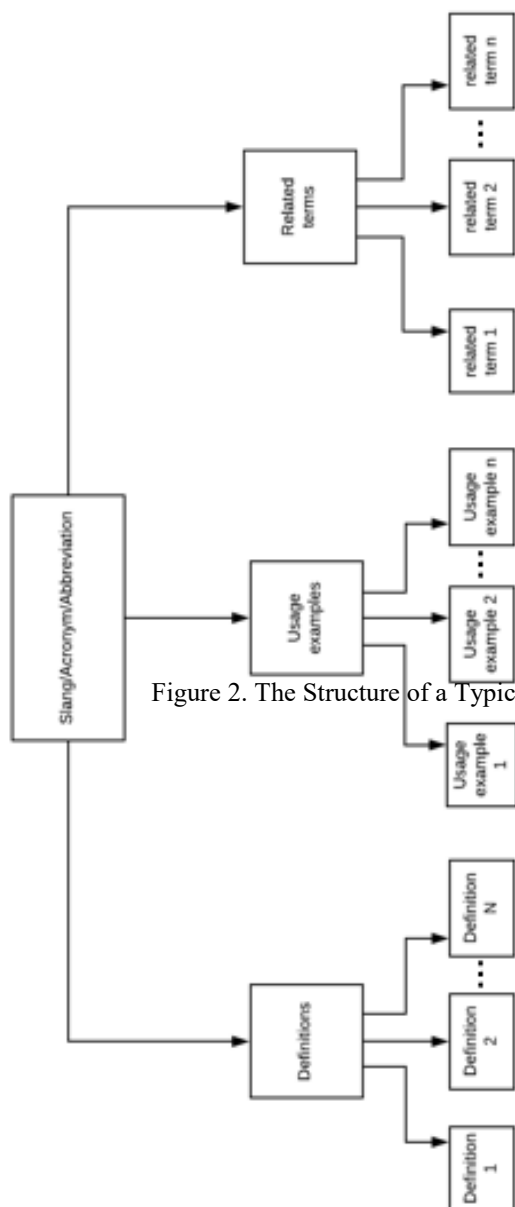 Slang/Acronym/Abbreviation
Definitions
Usage
examples
Related
terms
Definition
1
Definition
2
...
Definition
N
Usage
example
1
Usage
example 2
...
Usage
example n
related
term 1
related
term 2
...
related
term n
Figure 2. The Structure of a Typic